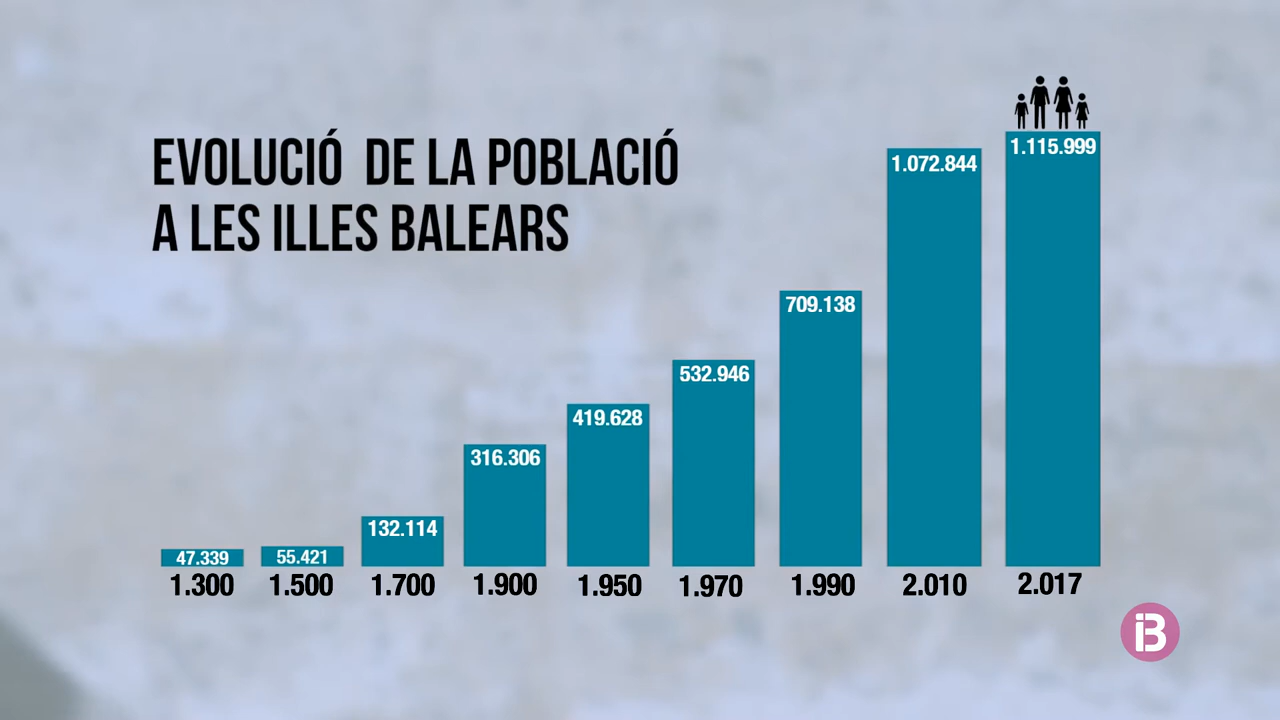 EVOLUCIÓ DE LA POBLACIÓ
A LES ILLES BALEARS
47.339
55.421
132.114
316.306
419.628
532.946
709.138
1.072.844
1.115.999
1.300 1.500 1.700 1.900 1.950 1.970 1.990 2.010 2.017
iB